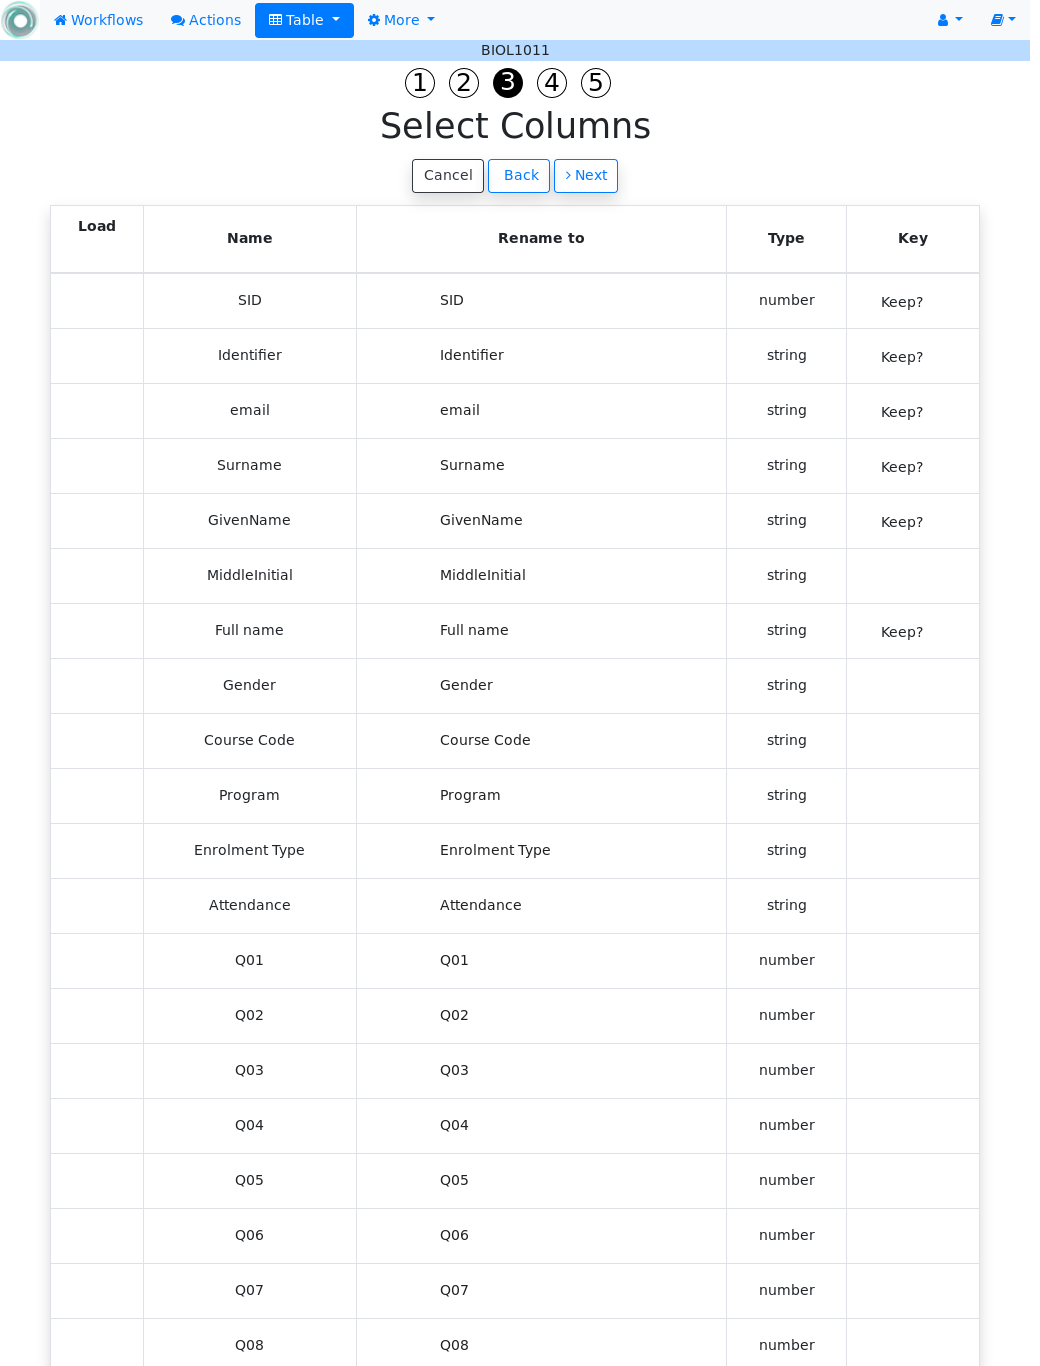 Workflows Actions Table More
BIOL1011
1 2 3 4 5
Select Columns
Cancel Back Next
Load Name Rename to Type Key
SID SID number Keep?
Identifier Identifier string Keep?
email email string Keep?
Surname Surname string Keep?
GivenName GivenName string Keep?
MiddleInitial MiddleInitial string
Full name Full name string Keep?
Gender Gender string
Course Code Course Code string
Program Program string
Enrolment Type Enrolment Type string
Attendance Attendance string
Q01 Q01 number
Q02 Q02 number
Q03 Q03 number
Q04 Q04 number
Q05 Q05 number
Q06 Q06 number
Q07 Q07 number
Q08 Q08 number